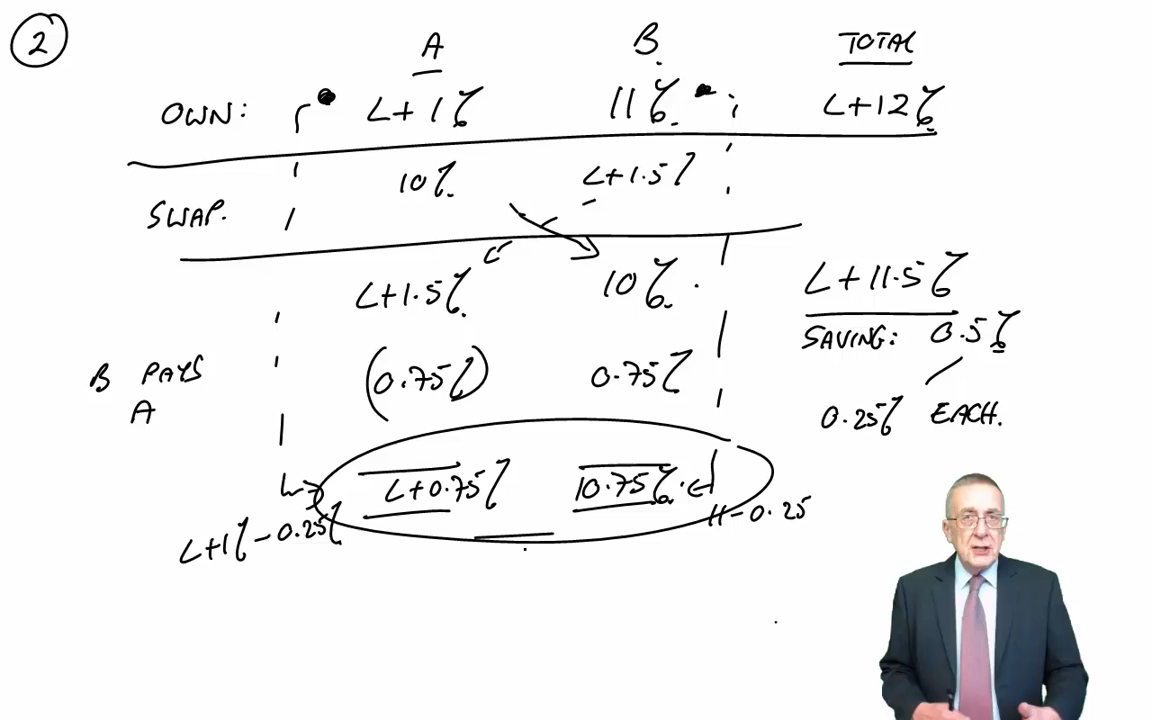 2
A B TOTAL
OWN: L+1% 11% L+12%
10% L+1.5%
SWAP.
L+1.5% 10%. L+11.5%
SAVING: 0.5%
B PAYS A (0.75%) 0.75%
0.25% EACH.
L+0.75% 10.75%.
L+1%-0.25% 11-0.25